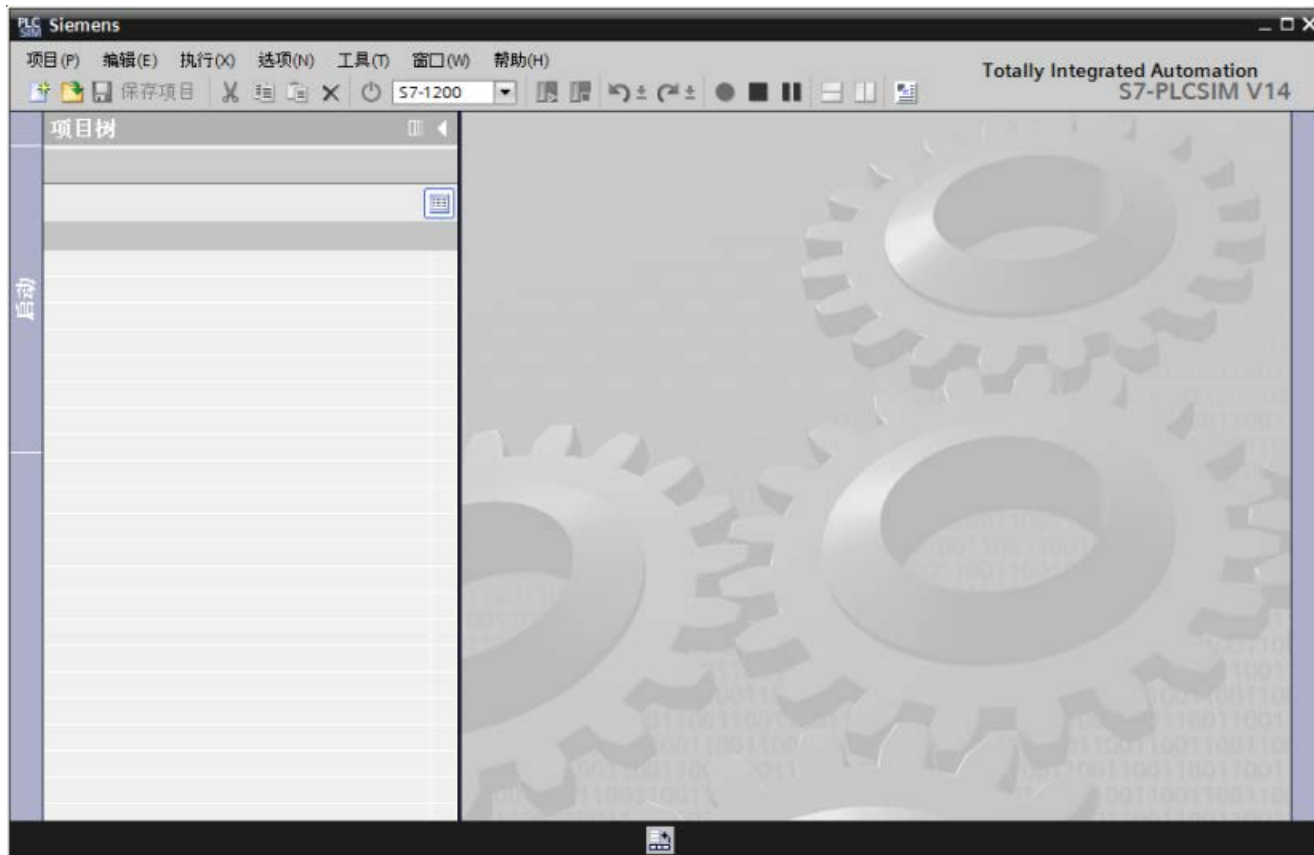 PLC SIM Siemens
项目(P) 编辑(E) 执行(X) 选项(N) 工具(T) 窗口(W) 帮助(H)
Totally Integrated Automation
S7-PLCSIM V14
保存项目 S7-1200
项目树
启动